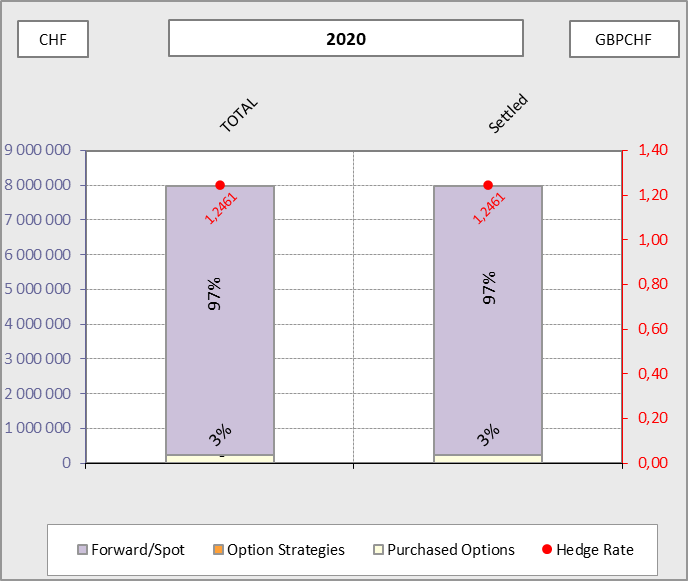 CHF
2020
GBPCHF
TOTAL
Settled
9 000 000
8 000 000
7 000 000
6 000 000
5 000 000
4 000 000
3 000 000
2 000 000
1 000 000
0
1,2461
97%
3%
-
1,2461
97%
3%
1,40
1,20
1,00
0,80
0,60
0,40
0,20
0,00
Forward/Spot
Option Strategies
Purchased Options
Hedge Rate